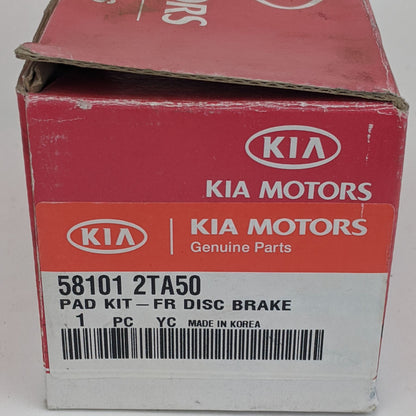 ORS
KIA
KIA MOTORS
KIA
KIA MOTORS
Genuine Parts
58101 2TA50
PAD KIT-FR DISC BRAKE
1 PC YC MADE IN KOREA